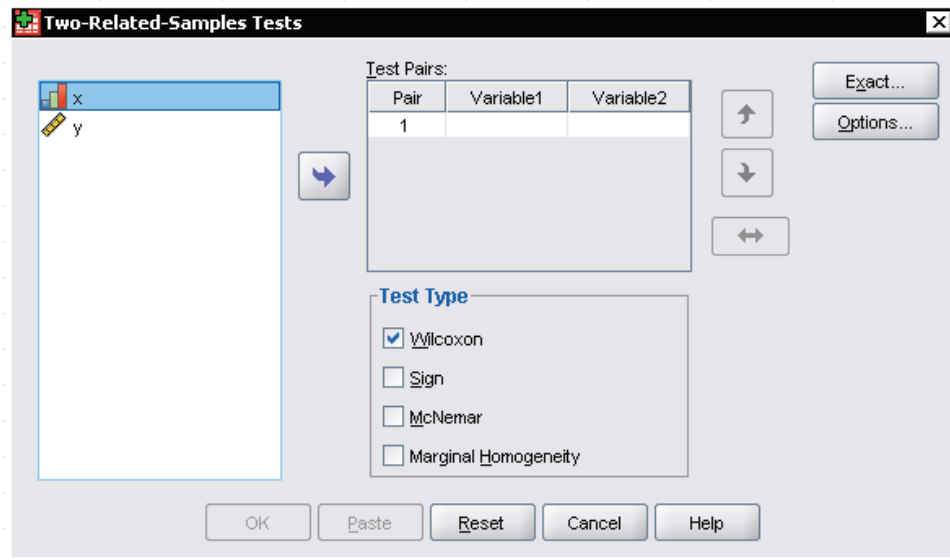 Two-Related-Samples Tests
x
y
Test Pairs:
Pair Variable1 Variable2
1
Exact...
Options...
Test Type
Wilcoxon
Sign
McNemar
Marginal Homogeneity
OK Paste Reset Cancel Help